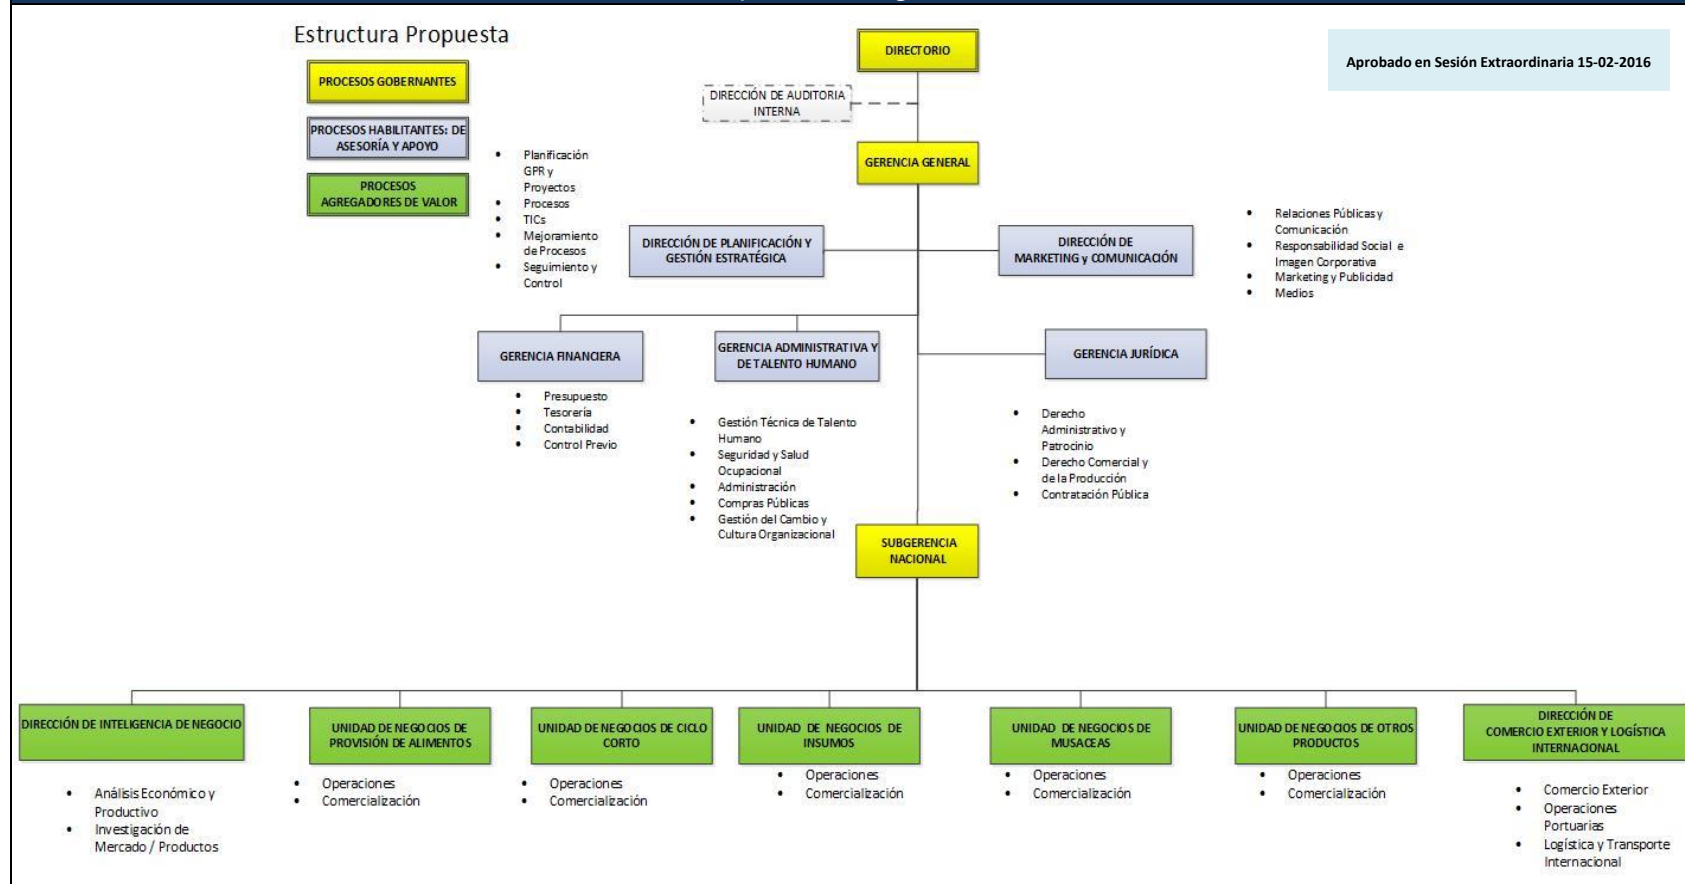 Estructura Propuesta
PROCESOS GOBERNANTES
PROCESOS HABILITANTES: DE
ASESORÍA Y APOYO
PROCESOS
AGREGADORES DE VALOR
DIRECTORIO
Aprobado en Sesión Extraordinaria 15-02-2016
DIRECCIÓN DE AUDITORIA
INTERNA
GERENCIA GENERAL
• Planificación
GPR y
Proyectos
• Procesos
• TICs
• Mejoramiento
de Procesos
• Seguimiento y
Control
DIRECCIÓN DE PLANIFICACIÓN Y
GESTIÓN ESTRATÉGICA
DIRECCIÓN DE
MARKETING y COMUNICACIÓN
• Relaciones Públicas y
Comunicación
• Responsabilidad Social e
Imagen Corporativa
• Marketing y Publicidad
• Medios
GERENCIA FINANCIERA
• Presupuesto
• Tesorería
• Contabilidad
• Control Previo
GERENCIA ADMINISTRATIVA Y
DE TALENTO HUMANO
• Gestión Técnica de Talento
Humano
• Seguridad y Salud
Ocupacional
• Administración
• Compras Públicas
• Gestión del Cambio y
Cultura Organizacional
GERENCIA JURÍDICA
• Derecho
Administrativo y
Patrocinio
• Derecho Comercial y
de la Producción
• Contratación Pública
SUBGERENCIA
NACIONAL
DIRECCIÓN DE INTELIGENCIA DE NEGOCIO
• Análisis Económico y
Productivo
• Investigación de
Mercado / Productos
UNIDAD DE NEGOCIOS DE
PROVISIÓN DE ALIMENTOS
• Operaciones
• Comercialización
UNIDAD DE NEGOCIOS DE CICLO
CORTO
• Operaciones
• Comercialización
UNIDAD DE NEGOCIOS DE
INSUMOS
• Operaciones
• Comercialización
UNIDAD DE NEGOCIOS DE
MUSACEAS
• Operaciones
• Comercialización
UNIDAD DE NEGOCIOS DE OTROS
PRODUCTOS
• Operaciones
• Comercialización
DIRECCIÓN DE
COMERCIO EXTERIOR Y LOGÍSTICA
INTERNACIONAL
• Comercio Exterior
• Operaciones
Portuarias
• Logística y Transporte
Internacional